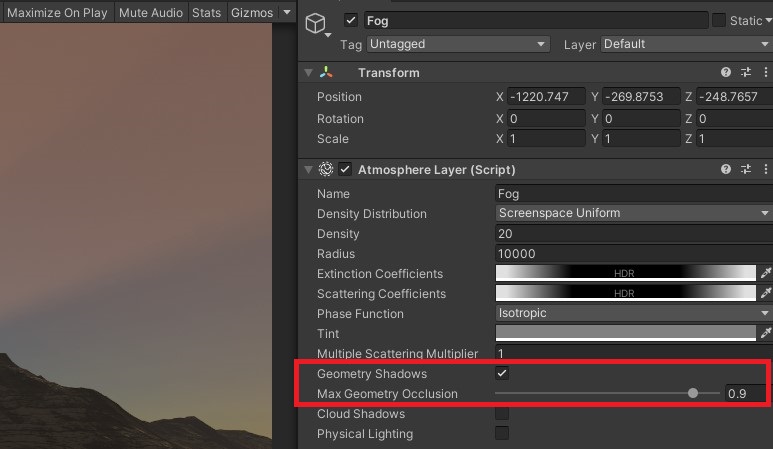 Maximize On Play Mute Audio Stats Gizmos
Fog Static
Tag Untagged Layer Default
Transform
Position X -1220.747 Y -269.8753 Z -248.7657
Rotation X 0 Y 0 Z 0
Scale X 1 Y 1 Z 1
Atmosphere Layer (Script)
Name Fog
Density Distribution Screenspace Uniform
Density 20
Radius 10000
Extinction Coefficients HDR
Scattering Coefficients HDR
Phase Function Isotropic
Tint
Multiple Scattering Multiplier 1
Geometry Shadows
Max Geometry Occlusion 0.9
Cloud Shadows
Physical Lighting